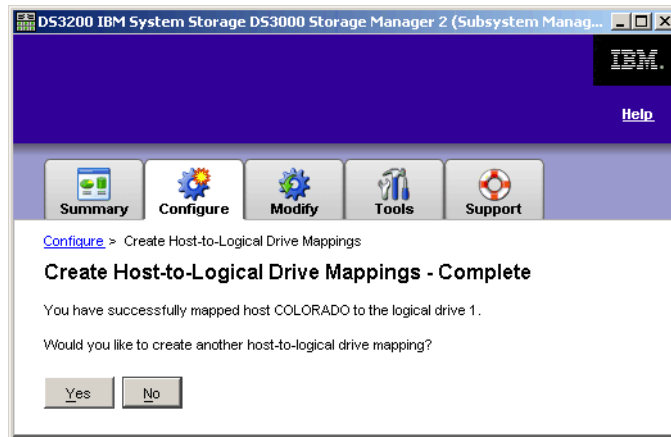 DS3200 IBM System Storage DS3000 Storage Manager 2 (Subsystem Manag...
IBM.
Help
Summary Configure Modify Tools Support
Configure > Create Host-to-Logical Drive Mappings
Create Host-to-Logical Drive Mappings - Complete
You have successfully mapped host COLORADO to the logical drive 1.
Would you like to create another host-to-logical drive mapping?
Yes No